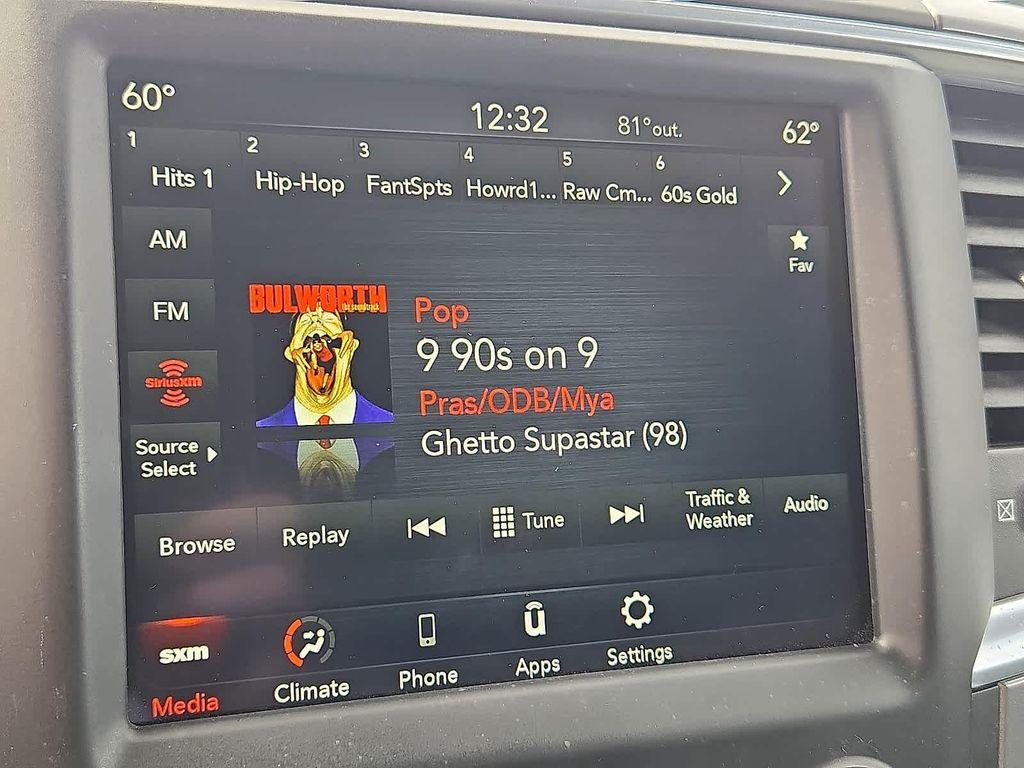 60° 12:32 81°out. 62°
1 2 3 4 5 6
Hits 1 Hip-Hop FantSpts Howrd1... Raw Cm... 60s Gold
AM
Fav
FM
BULWORTH
the soundtrack
Pop
9 90s on 9
SiriusXM
Pras/ODB/Mya
Ghetto Supastar (98)
Source
Select
Browse Replay Tune Traffic &
Weather Audio
sxm
Media Climate Phone Apps Settings